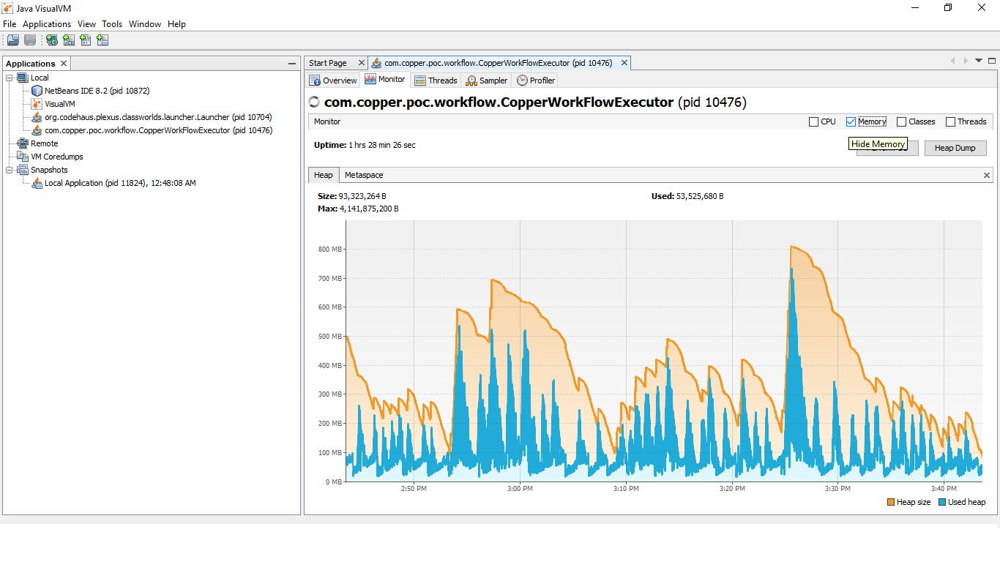 Java VisualVM
File Applications View Tools Window Help
Applications
Local
NetBeans IDE 8.2 (pid 10872)
VisualVM
org.codehaus.plexus.classworlds.launcher.Launcher (pid 10704)
com.copper.poc.workflow.CopperWorkFlowExecutor (pid 10476)
Remote
VM Coredumps
Snapshots
Local Application (pid 11824), 12:48:08 AM
Start Page com.copper.poc.workflow.CopperWorkFlowExecutor (pid 10476)
Overview Monitor Threads Sampler Profiler
com.copper.poc.workflow.CopperWorkFlowExecutor (pid 10476)
Monitor CPU Memory Classes Threads
Uptime: 1 hrs 28 min 26 sec
Hide Memory
Heap Dump
Heap Metaspace
Size: 93,323,264 B Used: 53,525,680 B
Max: 4,141,875,200 B
800 MB
700 MB
600 MB
500 MB
400 MB
300 MB
200 MB
100 MB
0 MB
2:50 PM 3:00 PM 3:10 PM 3:20 PM 3:30 PM 3:40 PM
Heap size Used heap